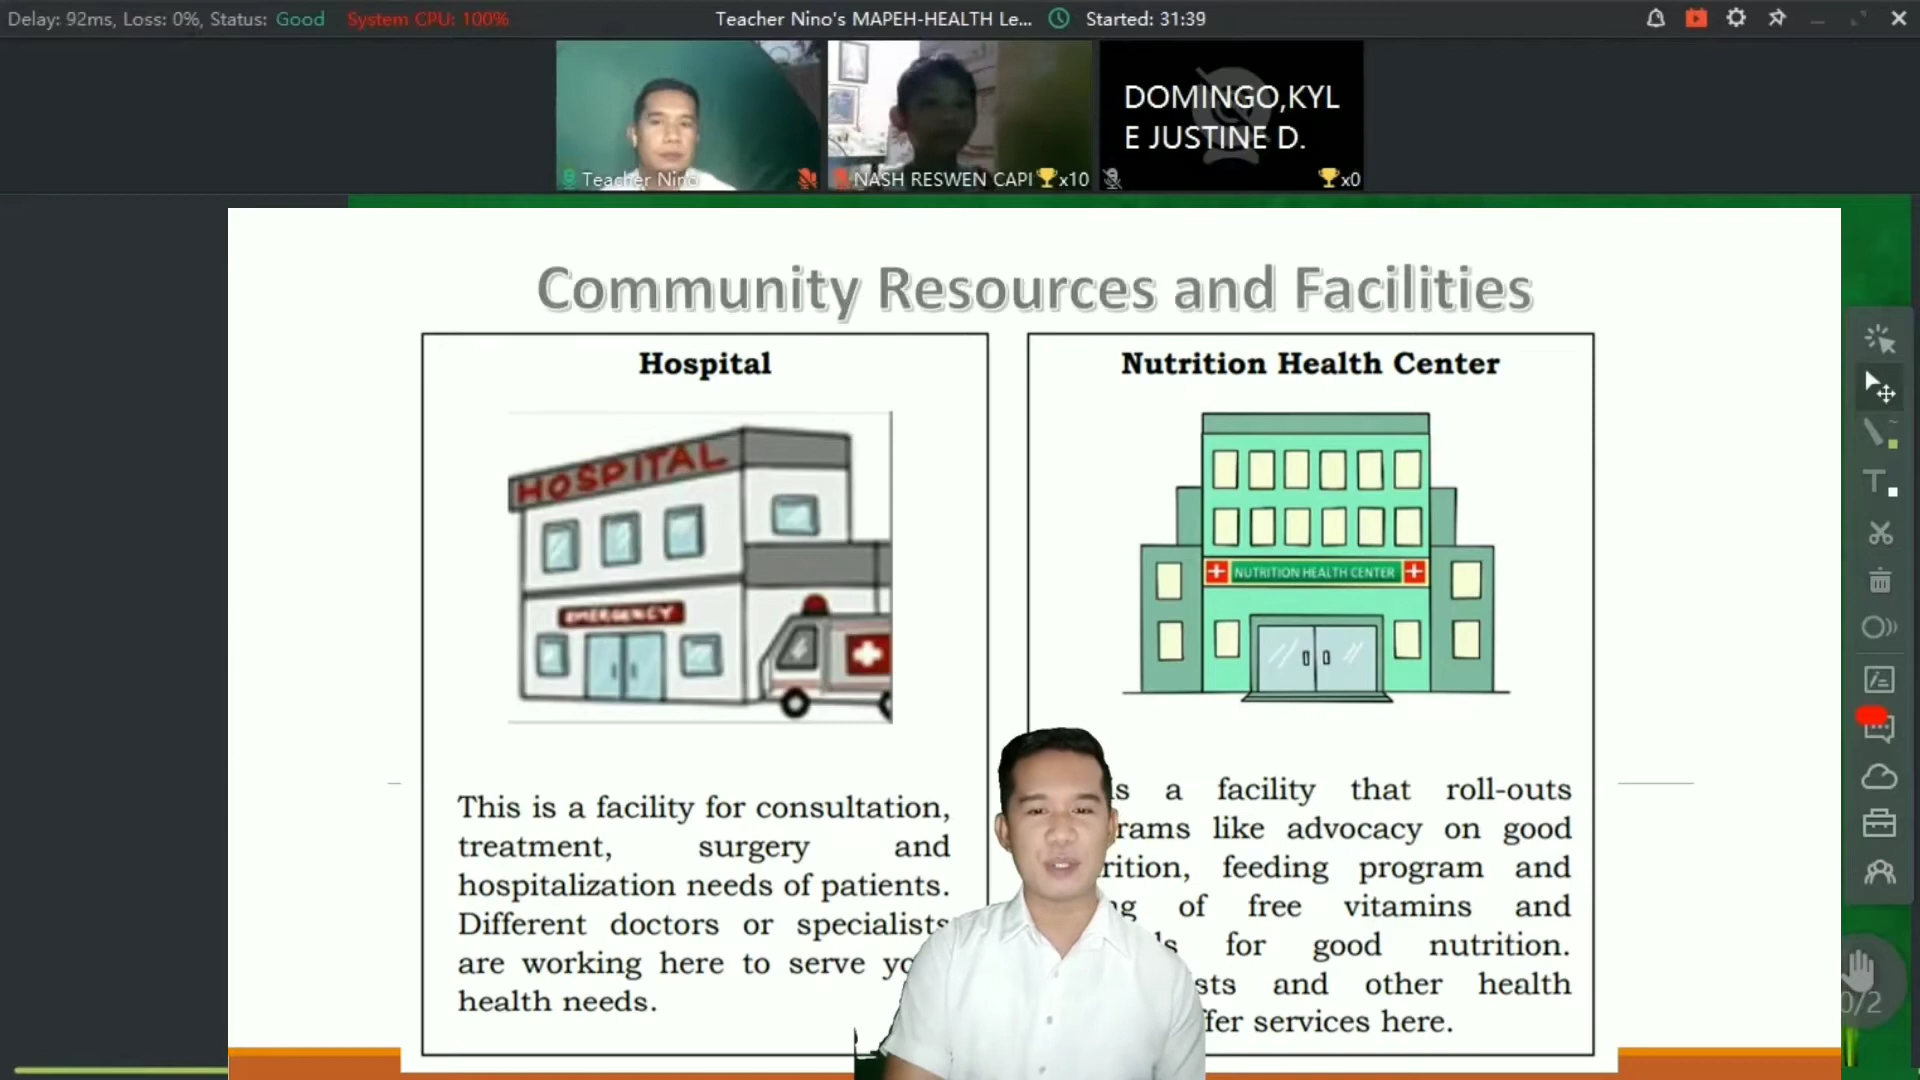 Delay: 92ms, Loss: 0%, Status: Good System CPU: 100% Teacher Nino's MAPEH-HEALTH Le... Started: 31:39
DOMINGO,KYL
E JUSTINE D.
Teacher Nino NASH RESWEN CAPI x10 x0
Community Resources and Facilities
Hospital
HOSPITAL
EMERGENCY
This is a facility for consultation,
treatment, surgery and
hospitalization needs of patients.
Different doctors or specialists
are working here to serve
health needs.
Nutrition Health Center
NUTRITION HEALTH CENTER
a facility that roll-outs
like advocacy on good
feeding program and
of free vitamins and
for good nutrition.
and other health
services here.
0/2